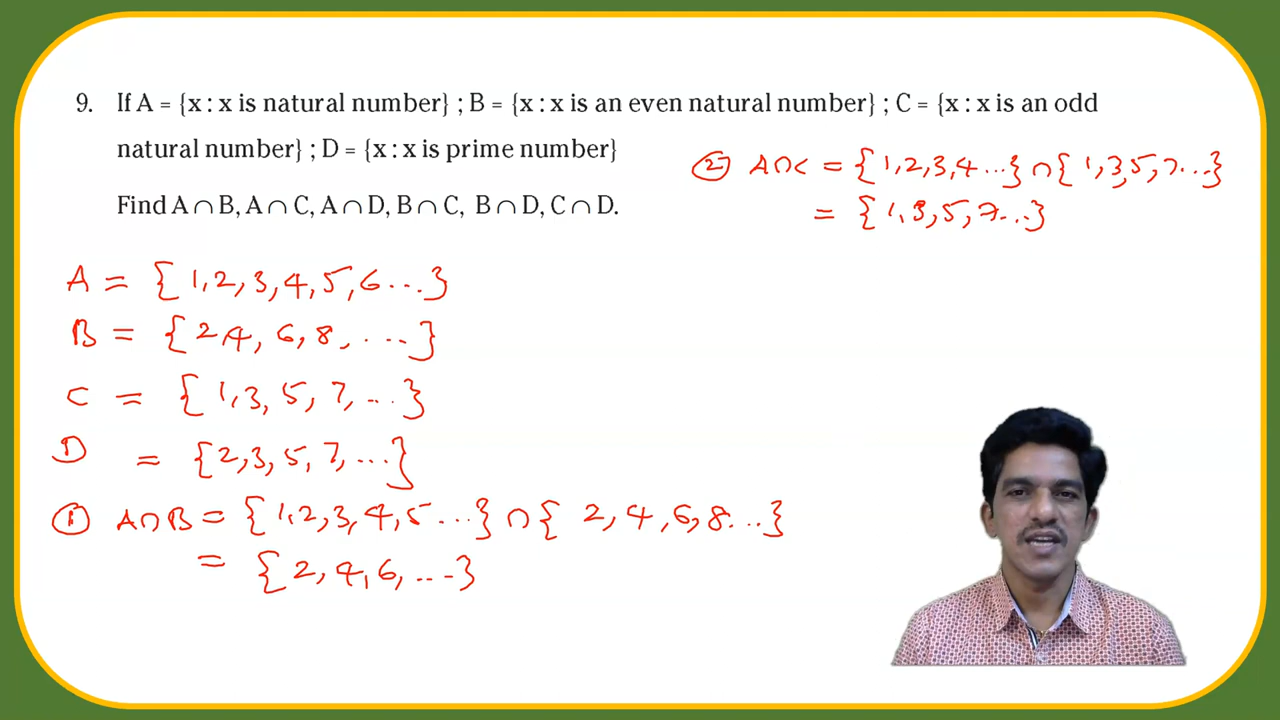 9. If A = {x : x is natural number} ; B = {x : x is an even natural number} ; C = {x : x is an odd
natural number} ; D = {x : x is prime number}
Find A ∩ B, A ∩ C, A ∩ D, B ∩ C, B ∩ D, C ∩ D.
② A∩C = {1,2,3,4...} ∩ {1,3,5,7...}
= {1,3,5,7...}
A = {1,2,3,4,5,6...}
B = {2,4,6,8,...}
C = {1,3,5,7,...}
D = {2,3,5,7,...}
① A∩B = {1,2,3,4,5...} ∩ {2,4,6,8...}
= {2,4,6,...}